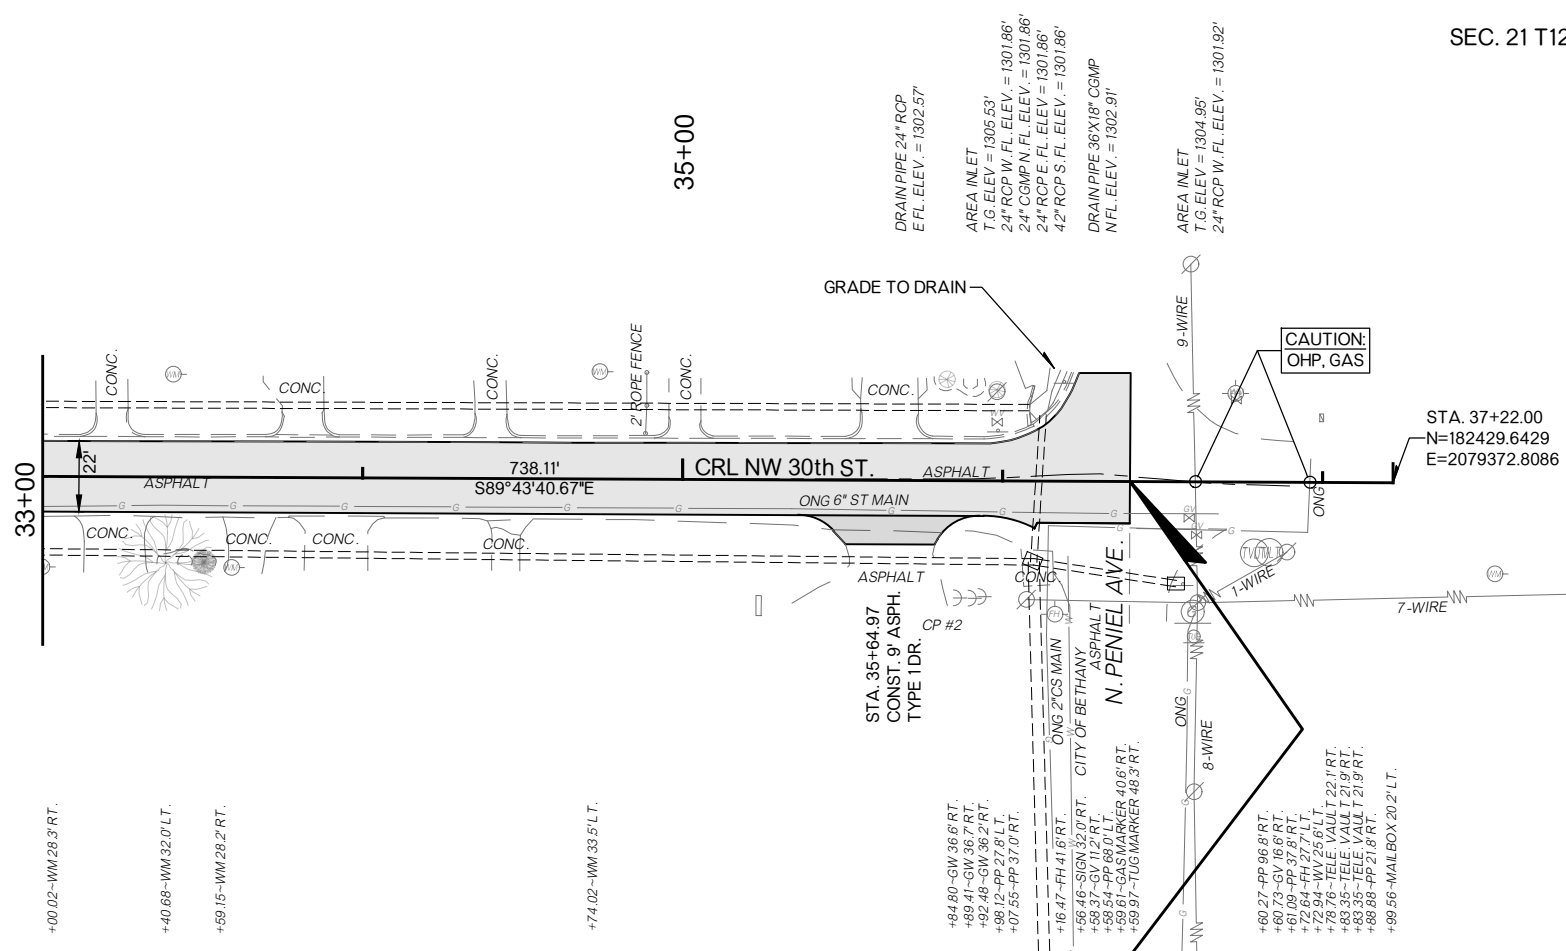 SEC. 21 T12
35+00
DRAIN PIPE 24" RCP
E FL. ELEV. = 1302.57'
AREA INLET
T.G. ELEV = 1305.53'
24" RCP W. FL. ELEV. = 1301.86'
24" CGMP N. FL. ELEV. = 1301.86'
24" RCP E. FL. ELEV = 1301.86'
42" RCP S. FL. ELEV. = 1301.86'
DRAIN PIPE 36"X18" CGMP
N FL. ELEV. = 1302.91'
AREA INLET
T.G. ELEV = 1304.95'
24" RCP W. FL. ELEV. = 1301.92'
GRADE TO DRAIN
9-WIRE
CAUTION:
OHP, GAS
2' ROPE FENCE
CONC.
WM
CONC.
CONC.
WM
CONC.
CONC.
STA. 37+22.00
N=182429.6429
E=2079372.8086
33+00
22'
ASPHALT
738.11'
S89°43'40.67"E
CRL NW 30th ST.
ASPHALT
ONG 6" ST MAIN
ONG
G
G
G
G
G
G
G
G
G
G
GV
CONC.
CONC.
CONC.
CONC.
WM
WM
ASPHALT
CONC.
CP #2
FH
1-WIRE
7-WIRE
WM
STA. 35+64.97
CONST. 9' ASPH.
TYPE 1 DR.
ONG 2"CS MAIN
CITY OF BETHANY
ASPHALT
N. PENIEL AVE.
ONG
8-WIRE
+00.02~WM 28.3' RT.
+40.68~WM 32.0' LT.
+59.15~WM 28.2' RT.
+74.02~WM 33.5' LT.
+84.80~GW 36.6' RT.
+89.41~GW 36.7' RT.
+92.48~GW 36.2' RT.
+98.12~PP 27.8' LT.
+07.55~PP 37.0' RT.
+16.47~FH 41.6' RT.
+56.46~SIGN 32.0' RT.
+58.37~GV 11.2' RT.
+58.54~PP 68.0' LT.
+59.61~GAS MARKER 40.6' RT.
+59.97~TUG MARKER 48.3' RT.
+60.27~PP 96.8' RT.
+60.73~GV 16.6' RT.
+61.09~PP 37.8' RT.
+72.64~FH 27.7' LT.
+72.94~WV 25.6' LT.
+78.76~TELE. VAULT 22.1' RT.
+83.35~TELE. VAULT 21.9' RT.
+83.35~TELE. VAULT 21.9' RT.
+88.88~PP 21.8' RT.
+99.56~MAILBOX 20.2' LT.